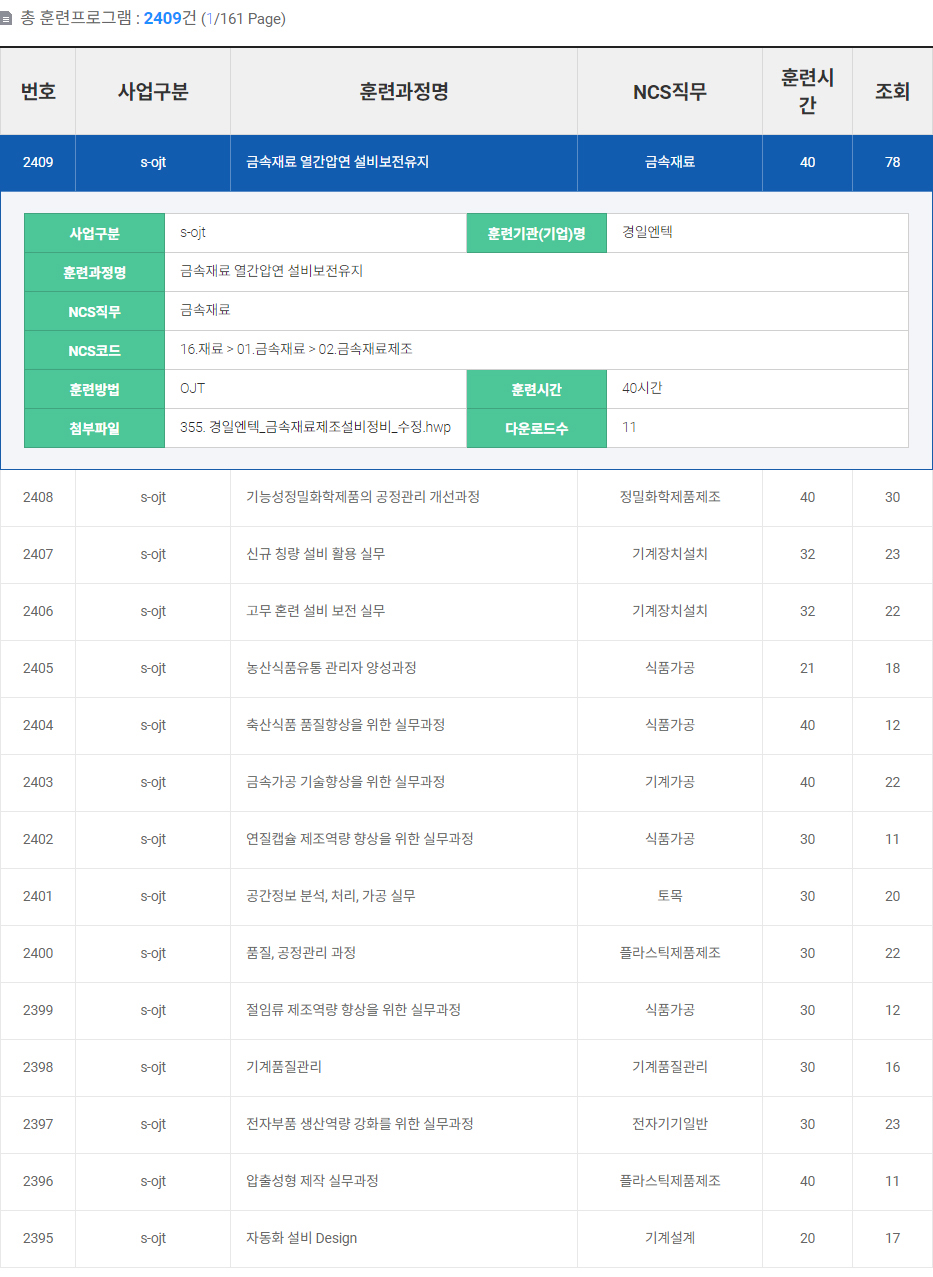 총 훈련프로그램 : 2409건 (1/161 Page)
번호 사업구분 훈련과정명 NCS직무 훈련시간 조회
2409 s-ojt 금속재료 열간압연 설비보전유지 금속재료 40 78
사업구분 s-ojt 훈련기관(기업)명 경일엔텍
훈련과정명 금속재료 열간압연 설비보전유지
NCS직무 금속재료
NCS코드 16.재료 > 01.금속재료 > 02.금속재료제조
훈련방법 OJT 훈련시간 40시간
첨부파일 355. 경일엔텍_금속재료제조설비정비_수정.hwp 다운로드수 11
2408 s-ojt 기능성정밀화학제품의 공정관리 개선과정 정밀화학제품제조 40 30
2407 s-ojt 신규 칭량 설비 활용 실무 기계장치설치 32 23
2406 s-ojt 고무 혼련 설비 보전 실무 기계장치설치 32 22
2405 s-ojt 농산식품유통 관리자 양성과정 식품가공 21 18
2404 s-ojt 축산식품 품질향상을 위한 실무과정 식품가공 40 12
2403 s-ojt 금속가공 기술향상을 위한 실무과정 기계가공 40 22
2402 s-ojt 연질캡슐 제조역량 향상을 위한 실무과정 식품가공 30 11
2401 s-ojt 공간정보 분석, 처리, 가공 실무 토목 30 20
2400 s-ojt 품질, 공정관리 과정 플라스틱제품제조 30 22
2399 s-ojt 절임류 제조역량 향상을 위한 실무과정 식품가공 30 12
2398 s-ojt 기계품질관리 기계품질관리 30 16
2397 s-ojt 전자부품 생산역량 강화를 위한 실무과정 전자기기일반 30 23
2396 s-ojt 압출성형 제작 실무과정 플라스틱제품제조 40 11
2395 s-ojt 자동화 설비 Design 기계설계 20 17